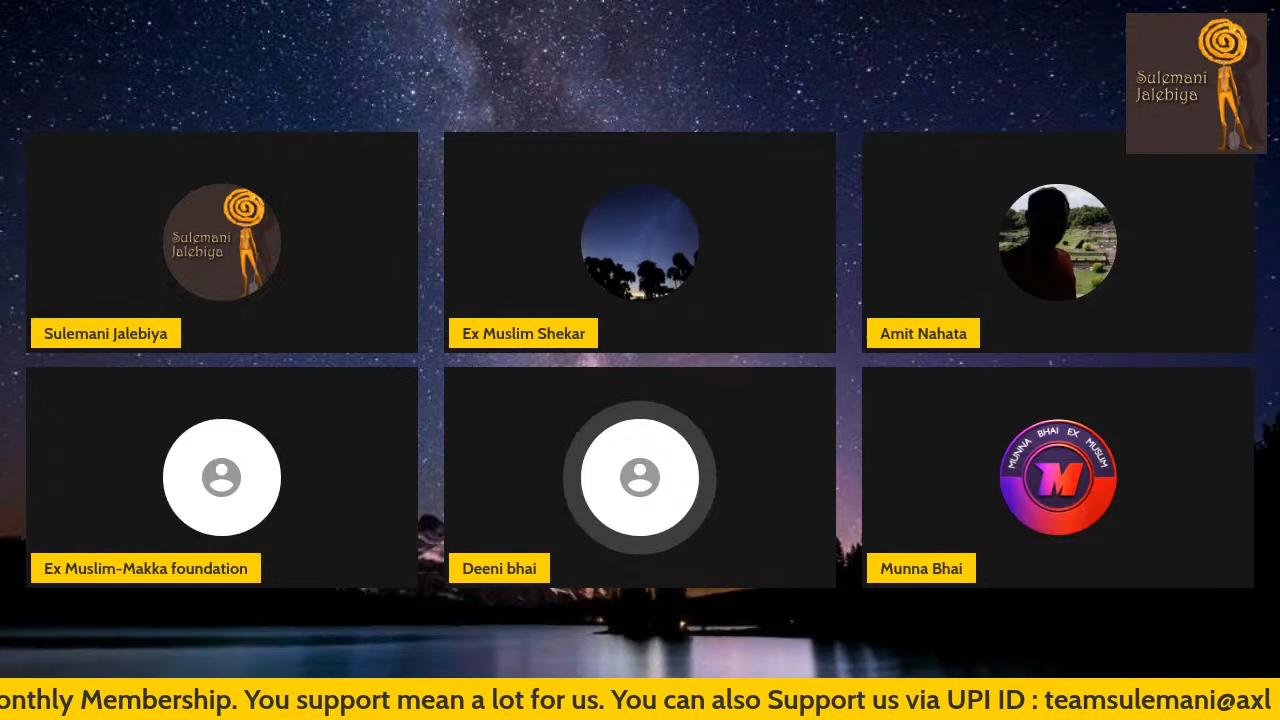 Sulemani
Jalebiya
Sulemani
Jalebiya
Sulemani Jalebiya
Ex Muslim Shekar
Amit Nahata
MUNNA BHAI EX MUSLIM
M
Ex Muslim-Makka foundation
Deeni bhai
Munna Bhai
onthly Membership. You support mean a lot for us. You can also Support us via UPI ID : teamsulemani@axl